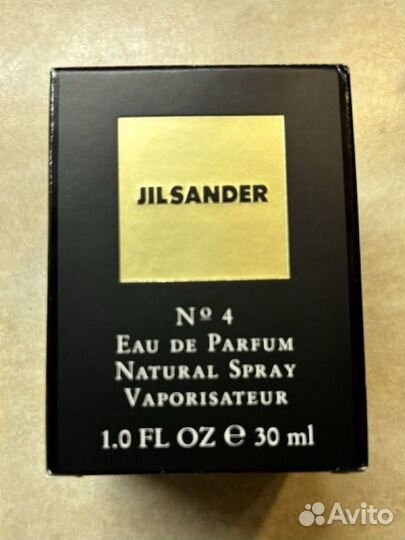 JIL SANDER
Nº 4
EAU DE PARFUM
NATURAL SPRAY
VAPORISATEUR
1.0 FL OZ ℮ 30 ml
Avito